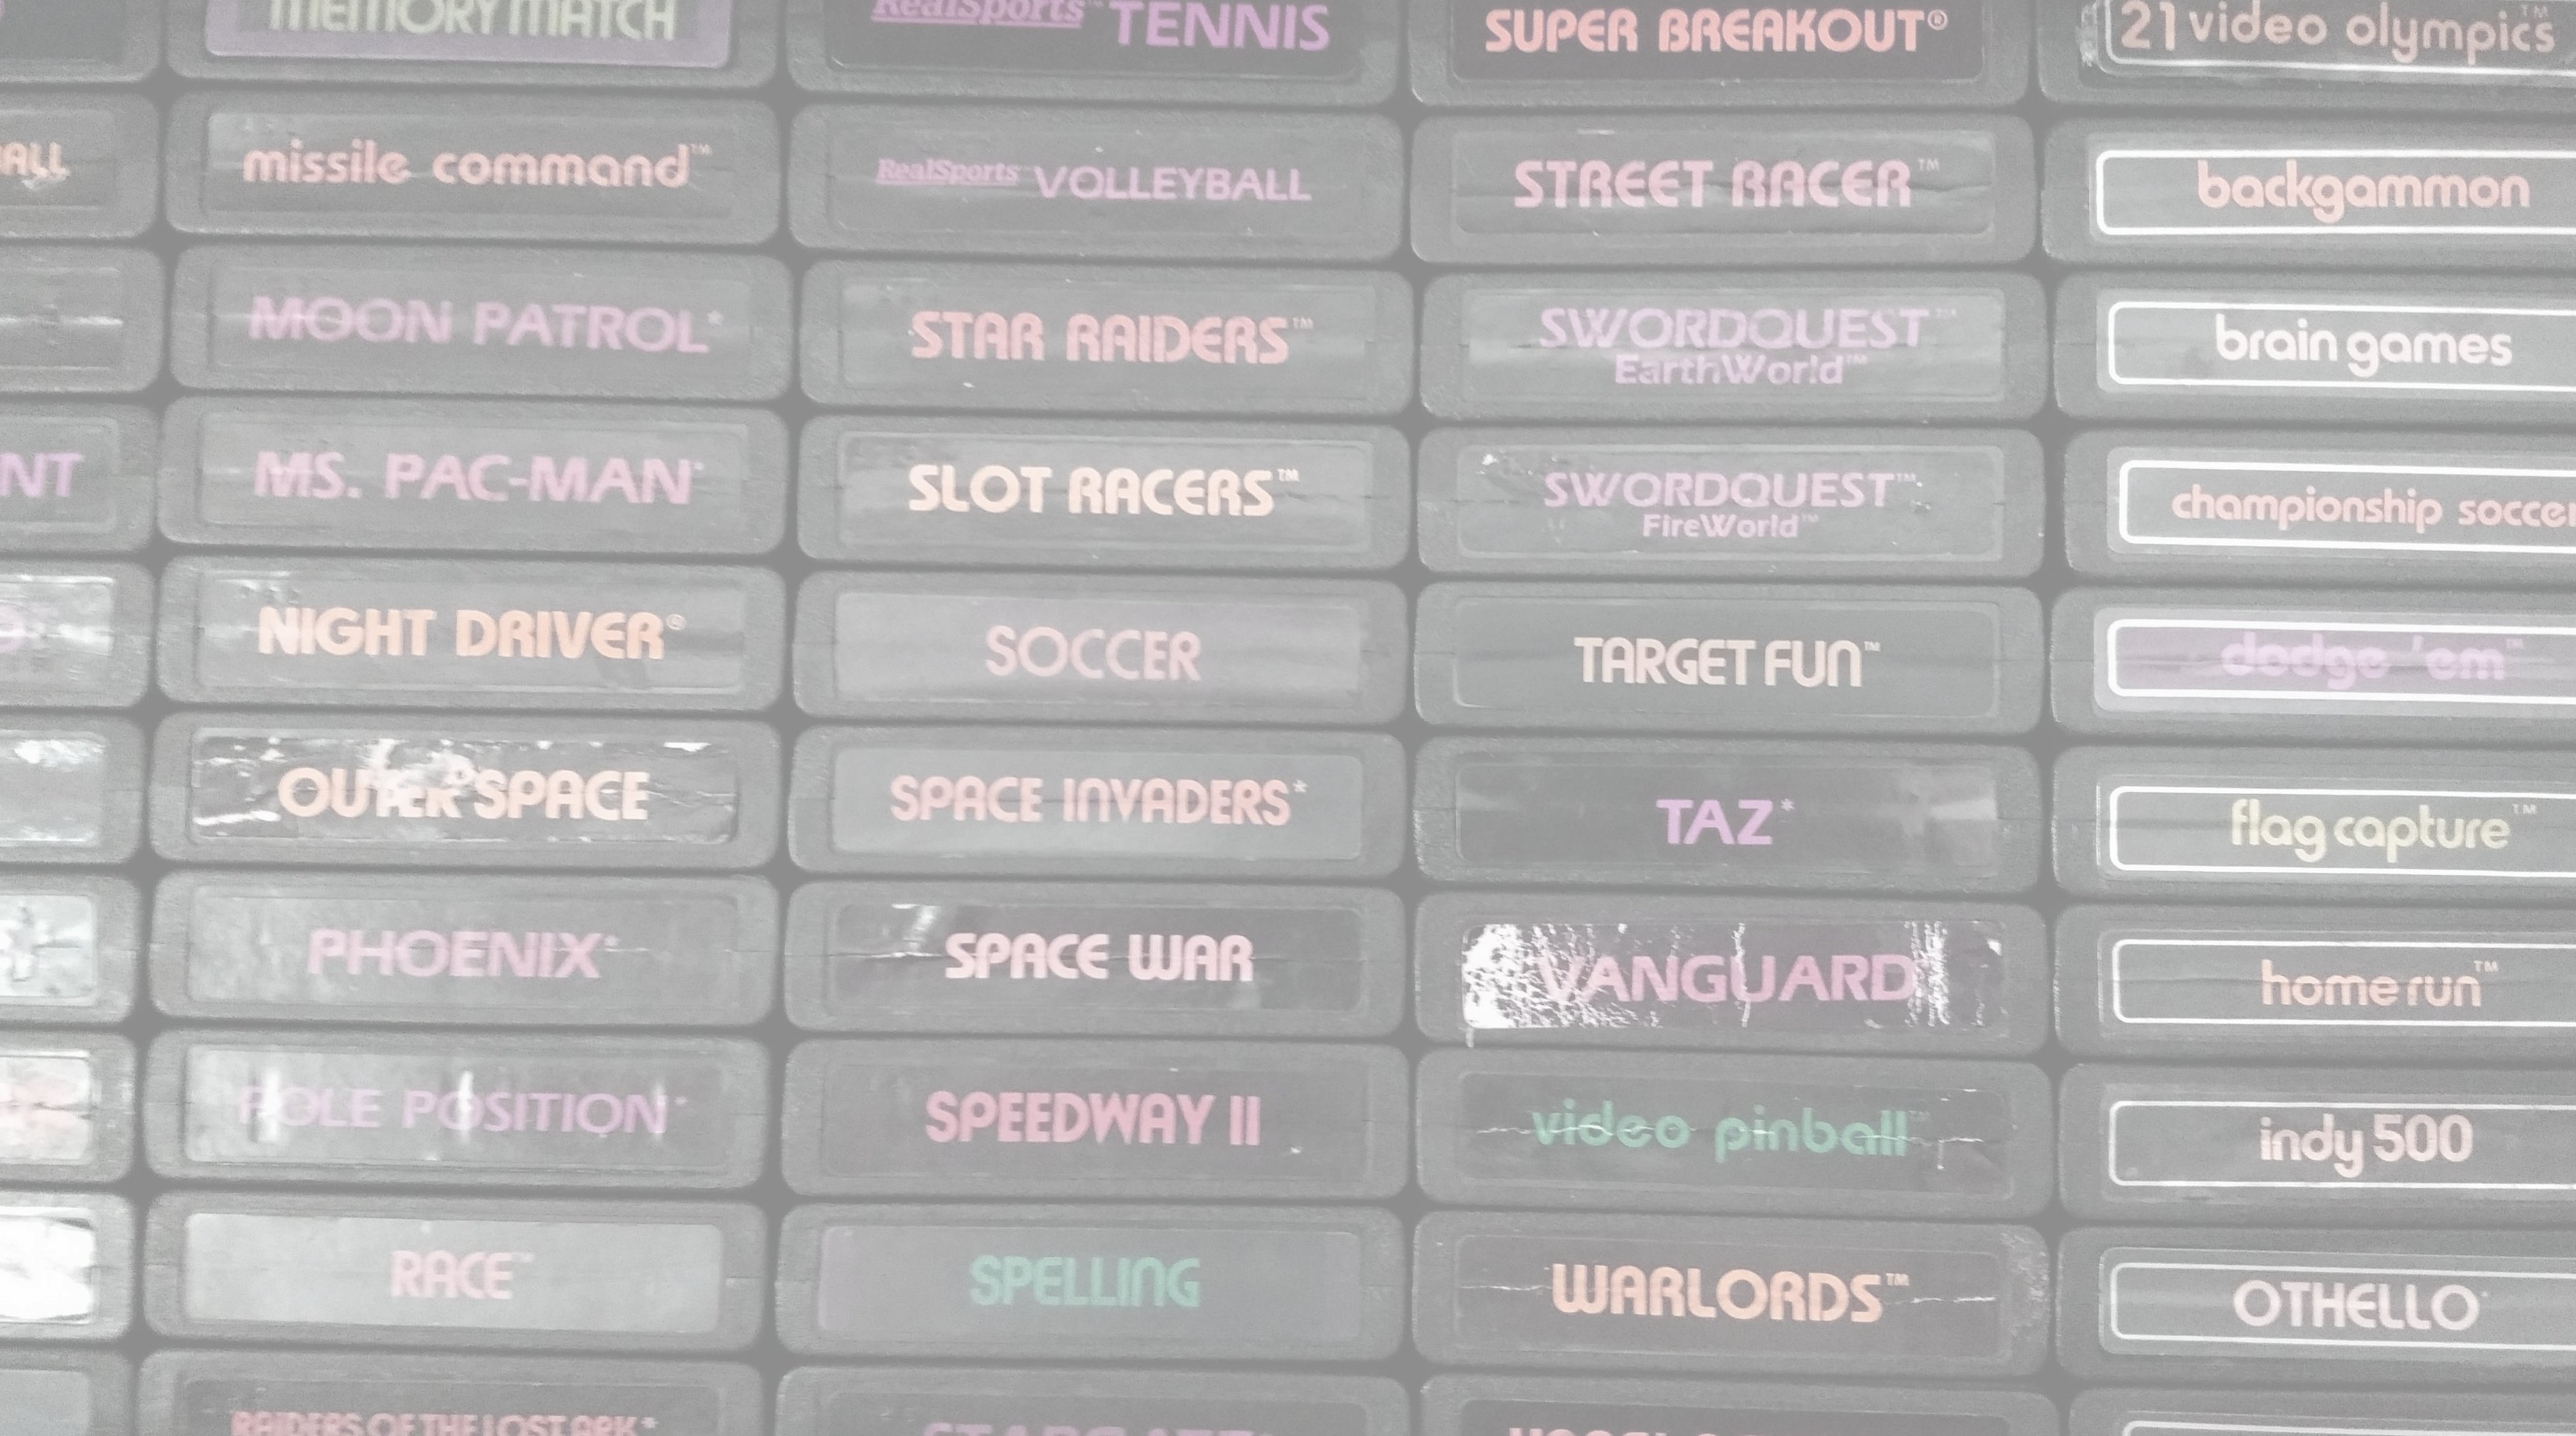 MEMORY MATCH
missile command™
MOON PATROL*
MS. PAC-MAN*
NIGHT DRIVER®
OUTER SPACE
PHOENIX*
POLE POSITION*
RACE™
RAIDERS OF THE LOST ARK*
RealSports™ TENNIS
RealSports™ VOLLEYBALL
STAR RAIDERS™
SLOT RACERS™
SOCCER
SPACE INVADERS*
SPACE WAR
SPEEDWAY II
SPELLING
SUPER BREAKOUT®
STREET RACER™
SWORDQUEST™
EarthWorld™
SWORDQUEST™
FireWorld™
TARGET FUN™
TAZ*
VANGUARD
video pinball™
WARLORDS™
21 video olympics™
backgammon
brain games
championship soccer
dodge 'em™
flag capture™
home run™
indy 500
OTHELLO*